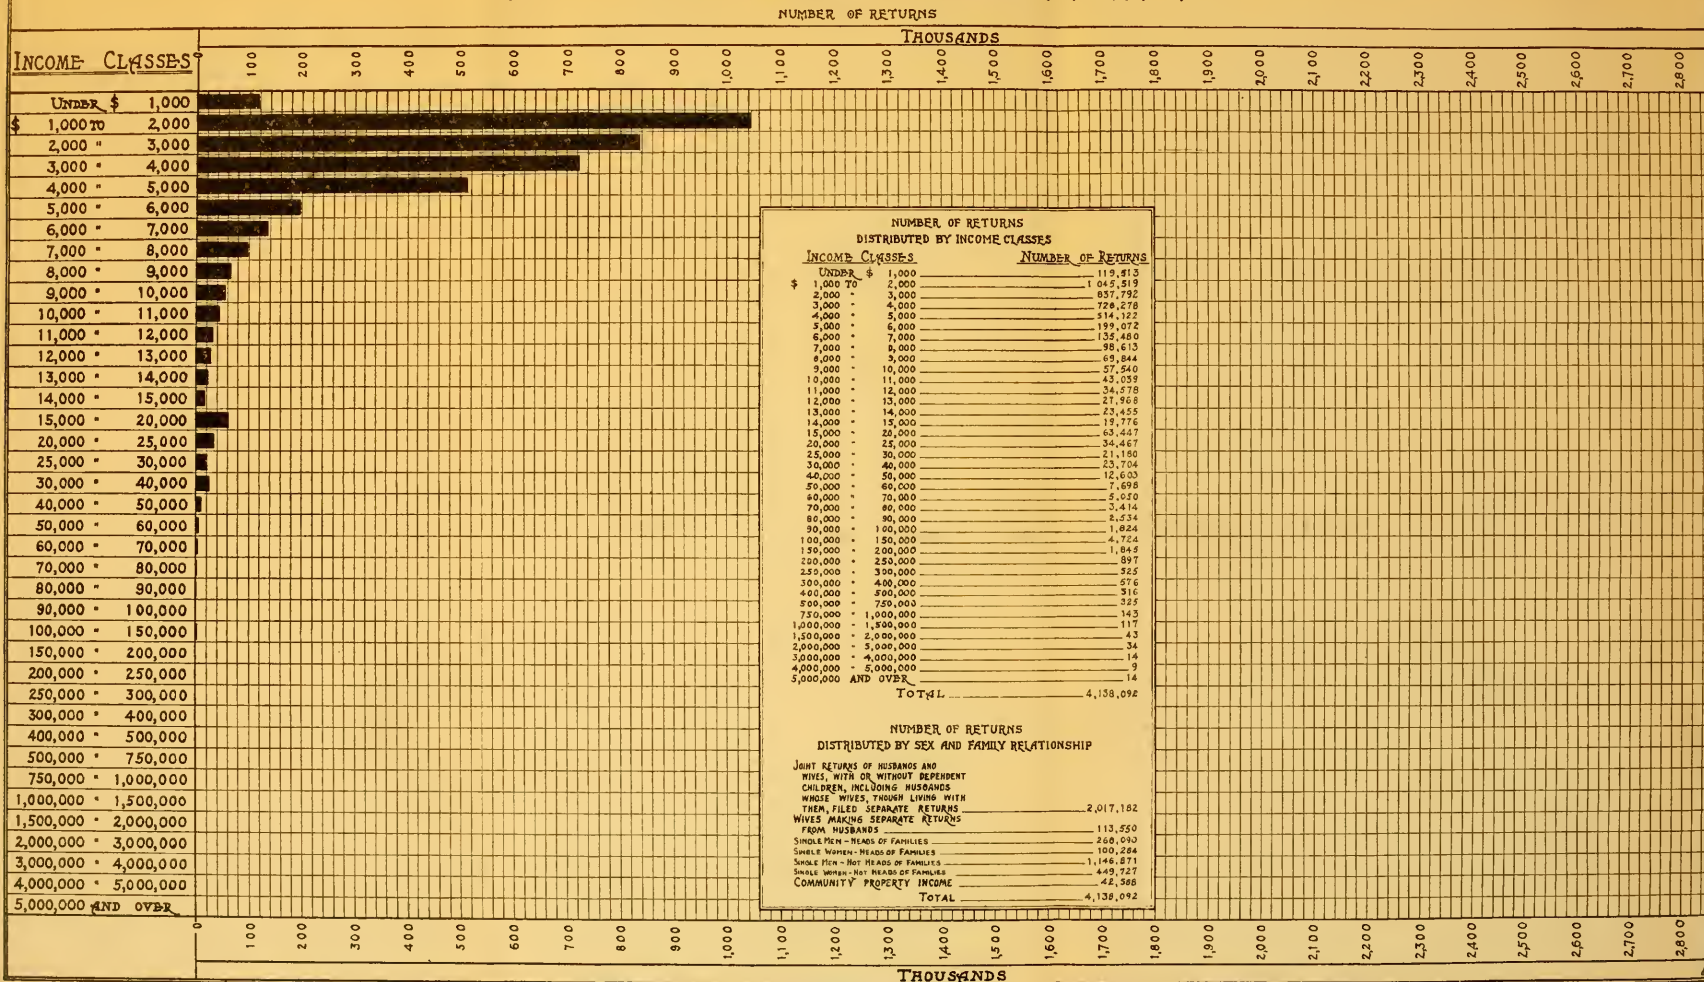 NUMBER OF RETURNS
THOUSANDS
INCOME CLASSES
0 100 200 300 400 500 600 700 800 900 1,000 1,100 1,200 1,300 1,400 1,500 1,600 1,700 1,800 1,900 2,000 2,100 2,200 2,300 2,400 2,500 2,600 2,700 2,800
UNDER $ 1,000
$ 1,000 TO 2,000
2,000 " 3,000
3,000 " 4,000
4,000 " 5,000
5,000 " 6,000
6,000 " 7,000
7,000 " 8,000
8,000 " 9,000
9,000 " 10,000
10,000 " 11,000
11,000 " 12,000
12,000 " 13,000
13,000 " 14,000
14,000 " 15,000
15,000 " 20,000
20,000 " 25,000
25,000 " 30,000
30,000 " 40,000
40,000 " 50,000
50,000 " 60,000
60,000 " 70,000
70,000 " 80,000
80,000 " 90,000
90,000 " 100,000
100,000 " 150,000
150,000 " 200,000
200,000 " 250,000
250,000 " 300,000
300,000 " 400,000
400,000 " 500,000
500,000 " 750,000
750,000 " 1,000,000
1,000,000 " 1,500,000
1,500,000 " 2,000,000
2,000,000 " 3,000,000
3,000,000 " 4,000,000
4,000,000 " 5,000,000
5,000,000 AND OVER
NUMBER OF RETURNS
DISTRIBUTED BY INCOME CLASSES
INCOME CLASSES NUMBER OF RETURNS
UNDER $ 1,000 119,513
$ 1,000 TO 2,000 1 045,519
2,000 " 3,000 837,792
3,000 " 4,000 726,278
4,000 " 5,000 514,122
5,000 " 6,000 199,072
6,000 " 7,000 135,480
7,000 " 8,000 98,613
8,000 " 9,000 69,844
9,000 " 10,000 57,540
10,000 " 11,000 43,039
11,000 " 12,000 34,578
12,000 " 13,000 27,968
13,000 " 14,000 23,455
14,000 " 15,000 19,776
15,000 " 20,000 63,447
20,000 " 25,000 34,467
25,000 " 30,000 21,180
30,000 " 40,000 23,704
40,000 " 50,000 12,603
50,000 " 60,000 7,698
60,000 " 70,000 5,050
70,000 " 80,000 3,414
80,000 " 90,000 2,534
90,000 " 100,000 1,824
100,000 " 150,000 4,724
150,000 " 200,000 1,845
200,000 " 250,000 897
250,000 " 300,000 525
300,000 " 400,000 576
400,000 " 500,000 316
500,000 " 750,000 325
750,000 " 1,000,000 143
1,000,000 " 1,500,000 117
1,500,000 " 2,000,000 43
2,000,000 " 3,000,000 34
3,000,000 " 4,000,000 14
4,000,000 " 5,000,000 9
5,000,000 AND OVER 14
TOTAL 4,138,092
NUMBER OF RETURNS
DISTRIBUTED BY SEX AND FAMILY RELATIONSHIP
JOINT RETURNS OF HUSBANDS AND
WIVES, WITH OR WITHOUT DEPENDENT
CHILDREN, INCLUDING HUSBANDS
WHOSE WIVES, THOUGH LIVING WITH
THEM, FILED SEPARATE RETURNS 2,017,182
WIVES MAKING SEPARATE RETURNS
FROM HUSBANDS 113,550
SINGLE MEN - HEADS OF FAMILIES 268,090
SINGLE WOMEN - HEADS OF FAMILIES 100,284
SINGLE MEN - NOT HEADS OF FAMILIES 1,146,871
SINGLE WOMEN - NOT HEADS OF FAMILIES 449,727
COMMUNITY PROPERTY INCOME 42,388
TOTAL 4,138,092
0 100 200 300 400 500 600 700 800 900 1,000 1,100 1,200 1,300 1,400 1,500 1,600 1,700 1,800 1,900 2,000 2,100 2,200 2,300 2,400 2,500 2,600 2,700 2,800
THOUSANDS